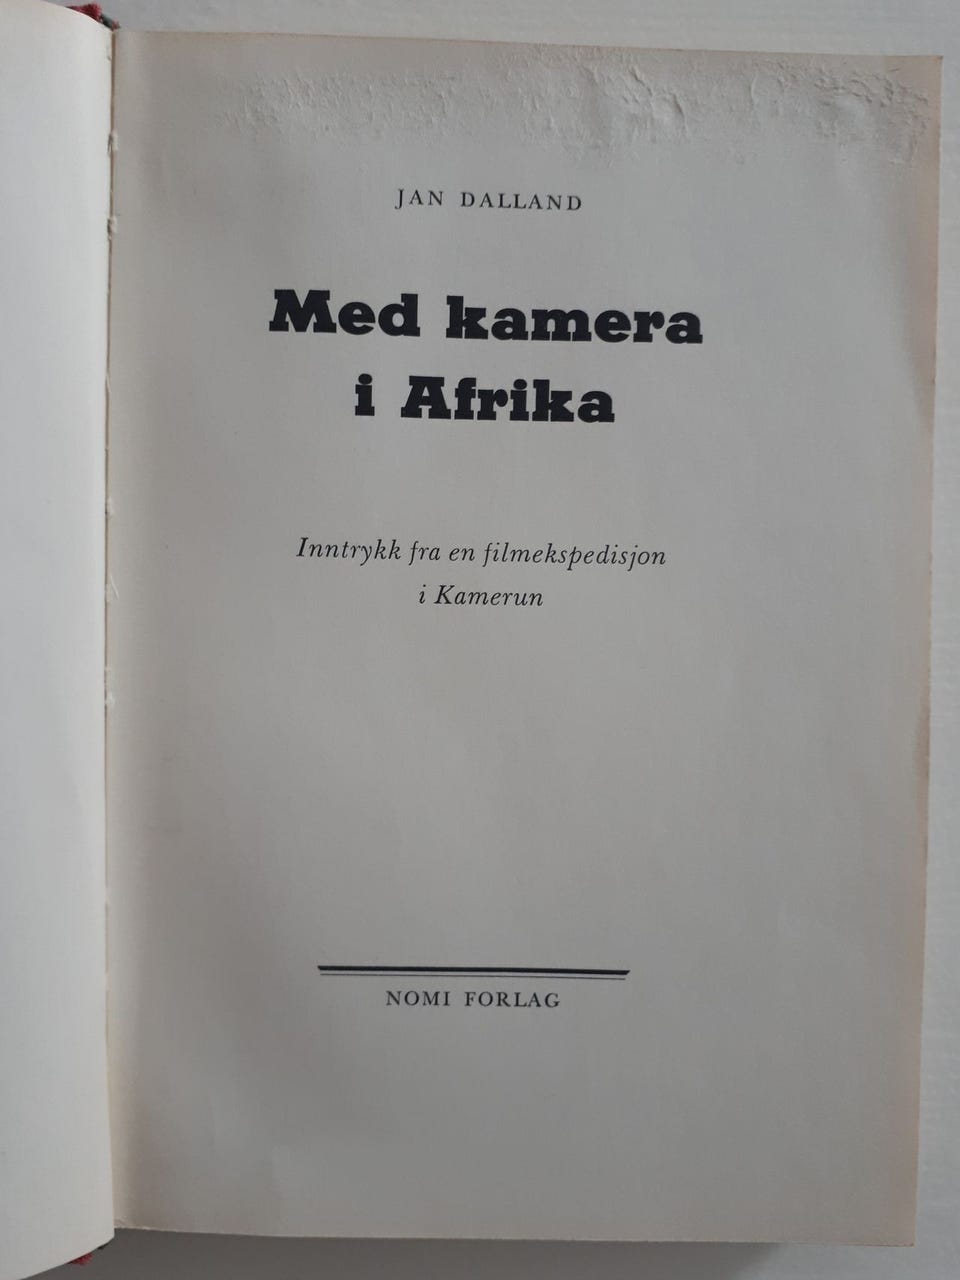 JAN DALLAND
Med kamera
i Afrika
Inntrykk fra en filmekspedisjon
i Kamerun
NOMI FORLAG